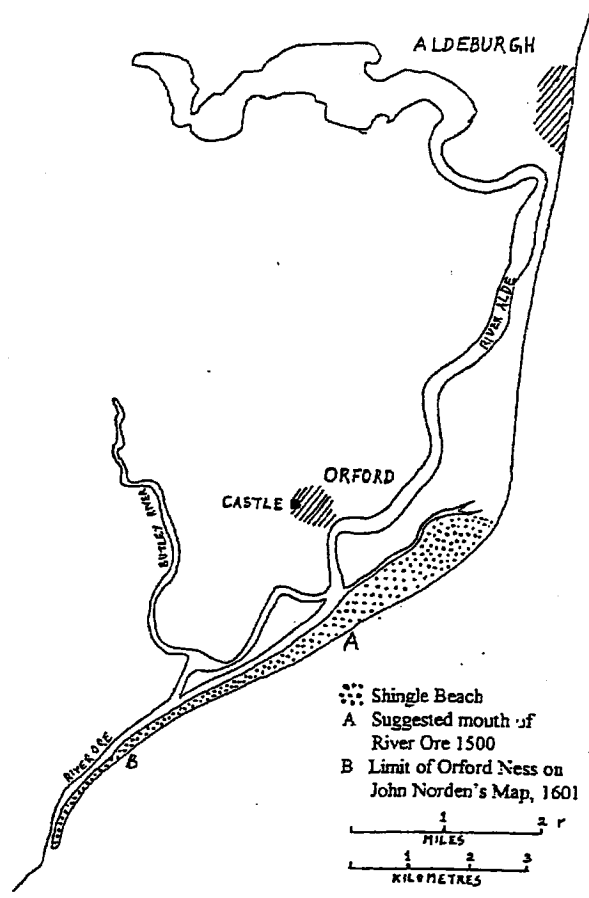 ALDEBURGH
RIVER ALDE
ORFORD
CASTLE
BUTLEY RIVER
A
Shingle Beach
A Suggested mouth of
River Ore 1500
RIVER ORE
B
B Limit of Orford Ness on
John Norden's Map, 1601
1 2
MILES
1 2 3
KILOMETRES